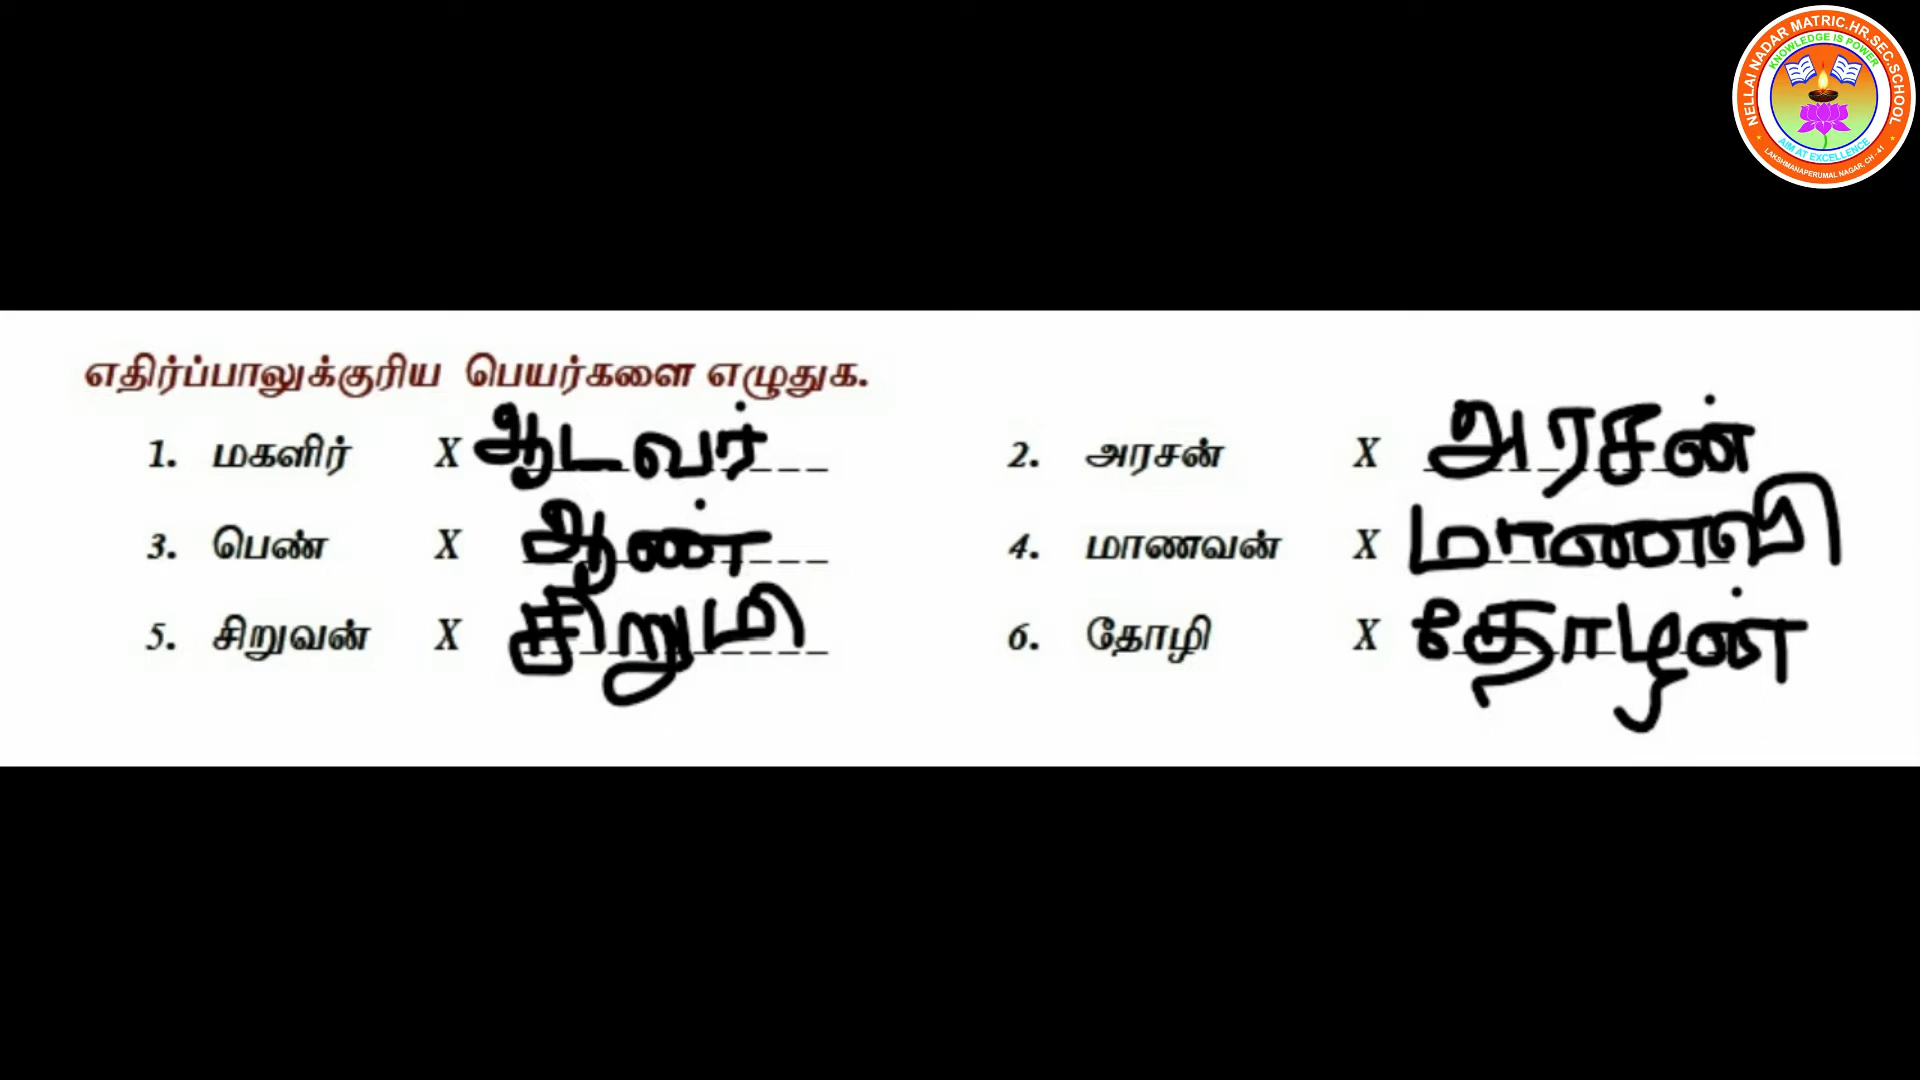 NELLAI NADAR MATRIC.HR.SEC.SCHOOL
KNOWLEDGE IS POWER
AIM AT EXCELLENCE
LAKSHMANAPERUMAL NAGAR, CH - 41
எதிர்ப்பாலுக்குரிய பெயர்களை எழுதுக.
1. மகளிர் X ஆடவர் 2. அரசன் X அரசன்
3. பெண் X ஆண் 4. மாணவன் X மாணவி
5. சிறுவன் X சிறுமி 6. தோழி X தோழன்